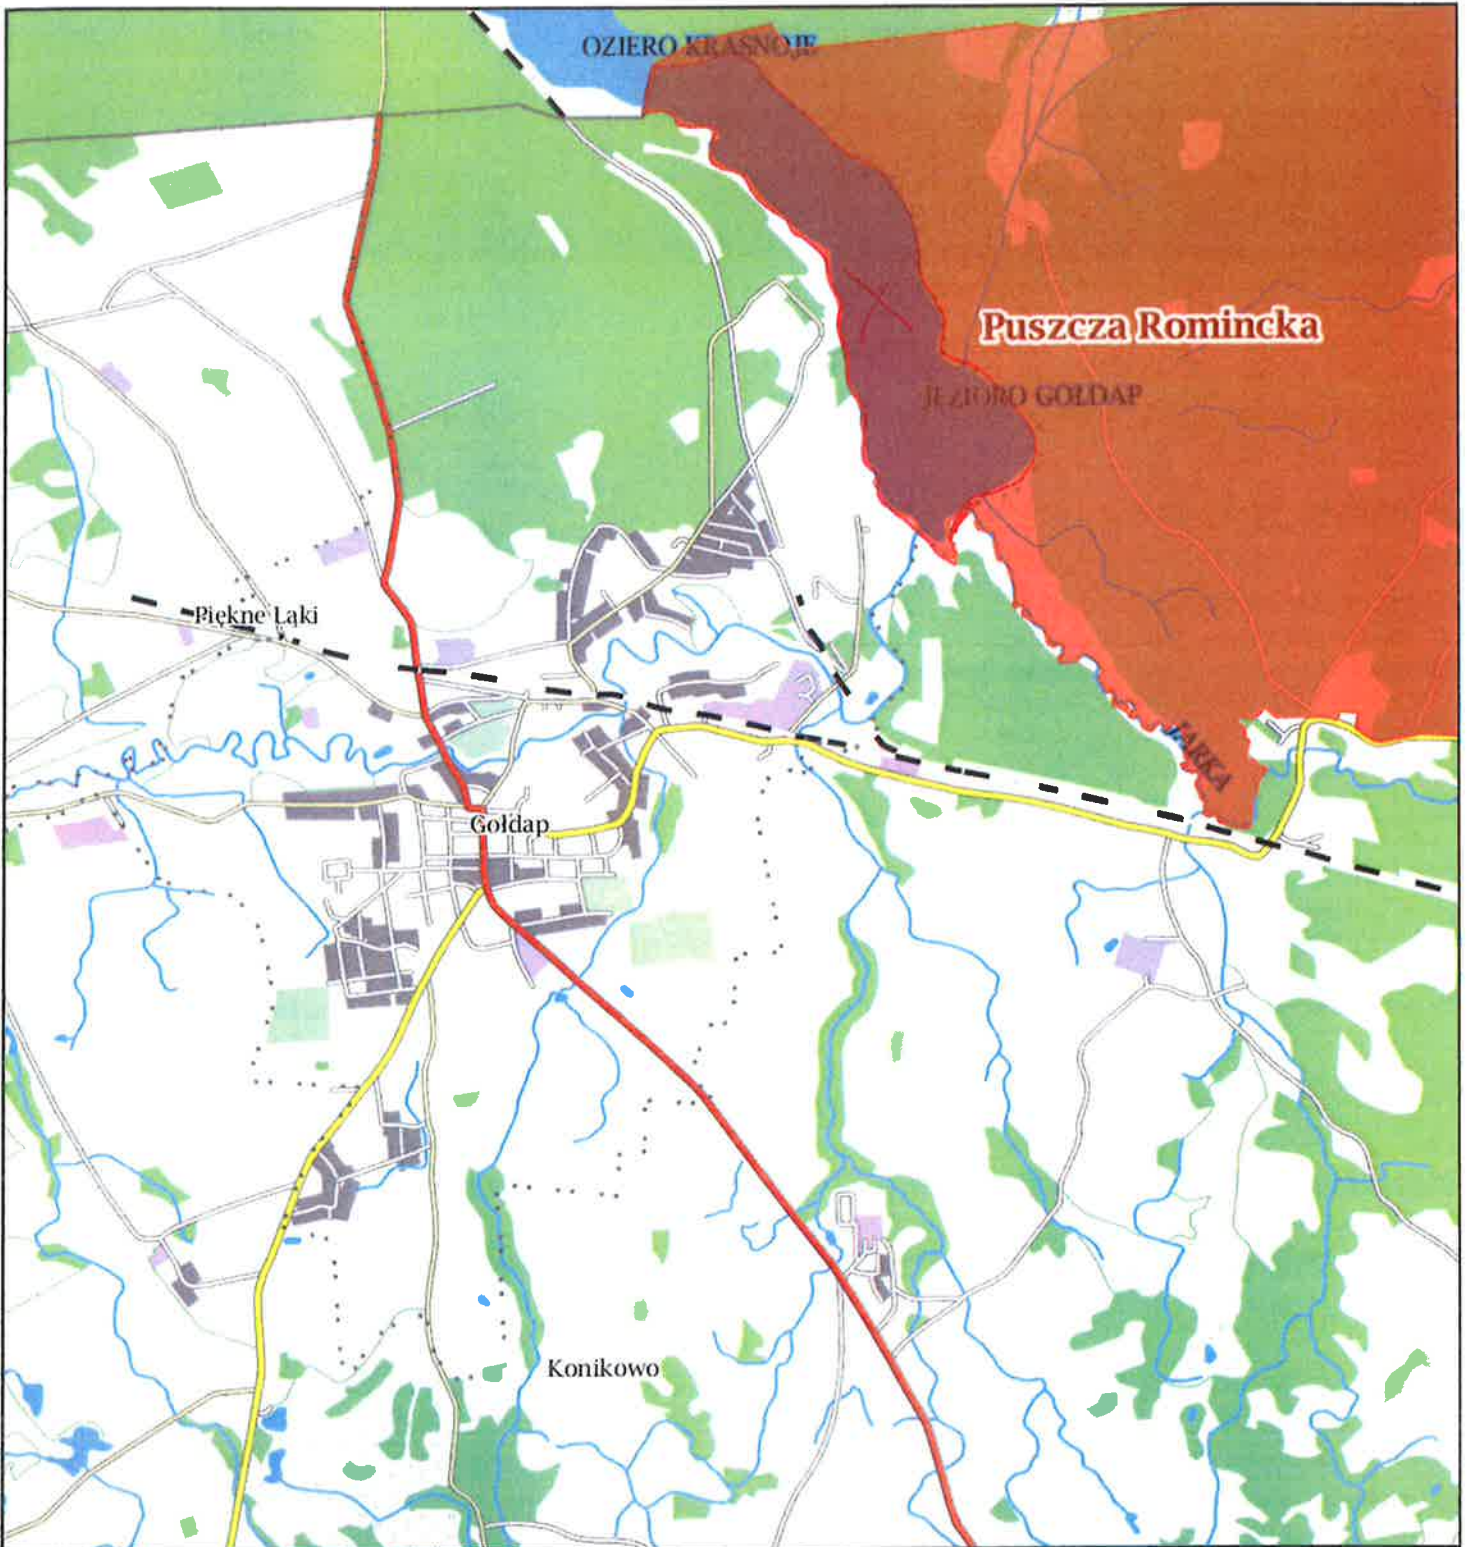 OZIERO KRASNOJE
Puszcza Romincka
JEZIORO GOŁDAP
Piękne Łąki
JARKA
Gołdap
Konikowo